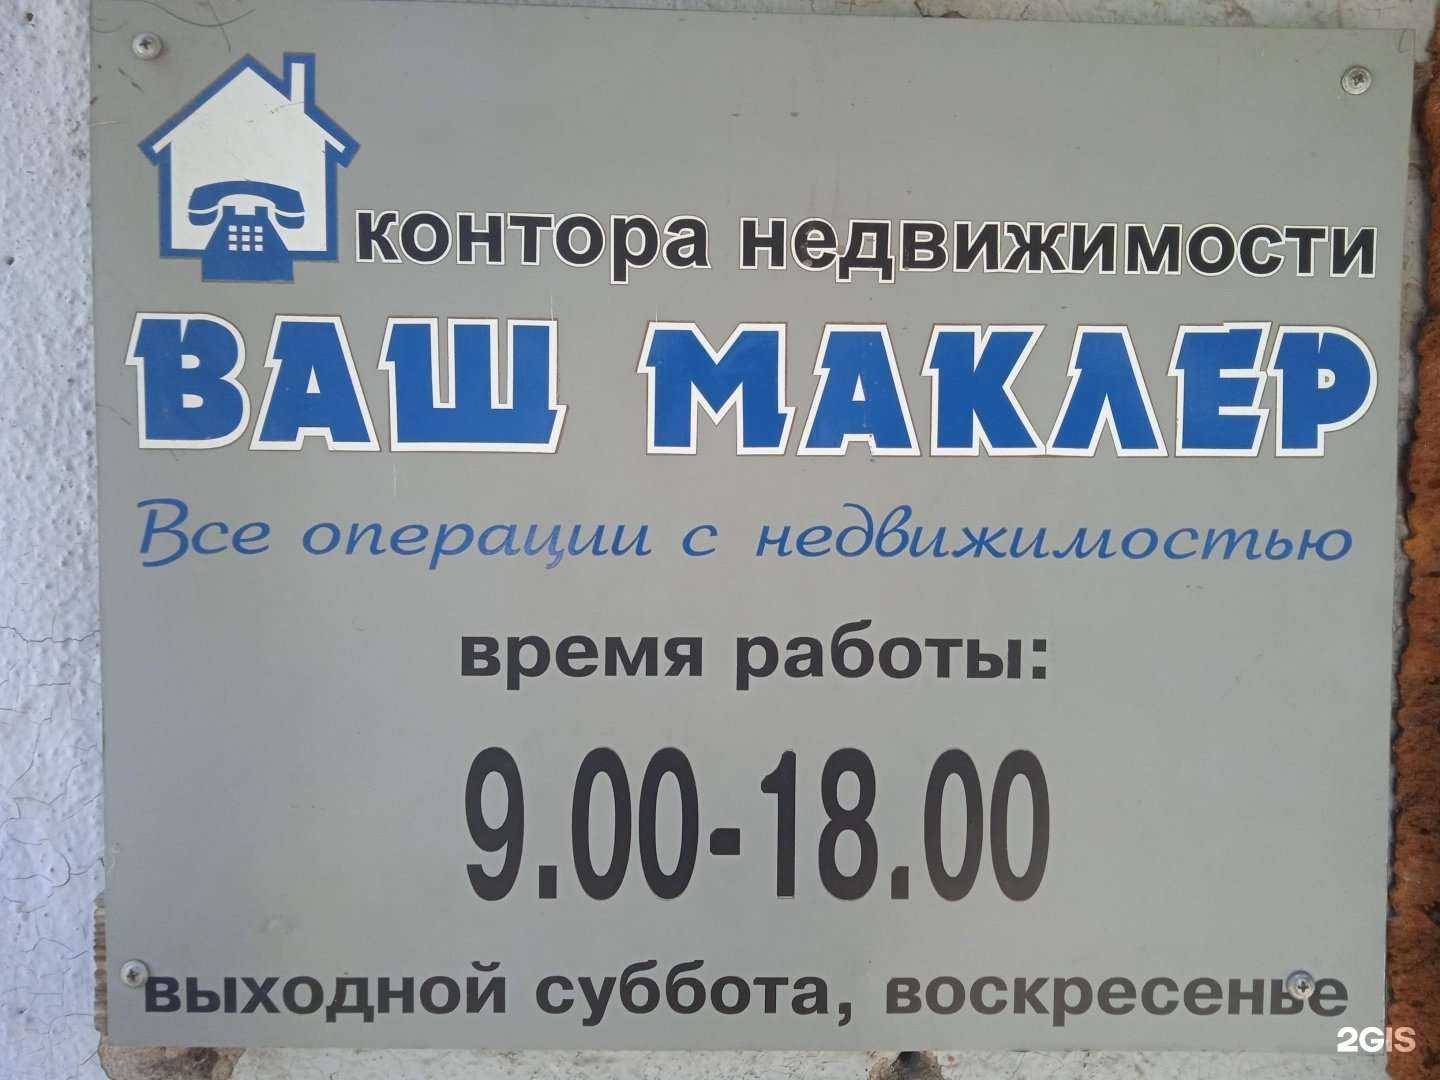 контора недвижимости
ВАШ МАКЛЕР
Все операции с недвижимостью
время работы:
9.00-18.00
выходной суббота, воскресенье
2GIS